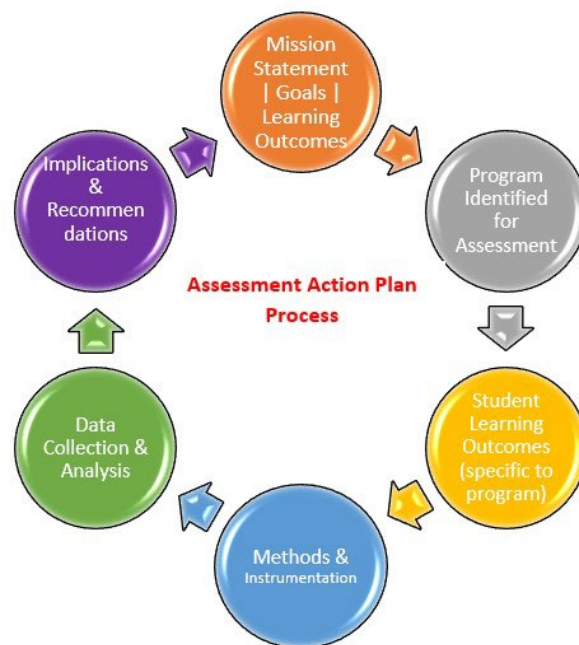 Mission
Statement
| Goals |
Learning
Outcomes
Program
Identified
for
Assessment
Student
Learning
Outcomes
(specific to
program)
Methods &
Instrumentation
Data
Collection &
Analysis
Implications
&
Recommen
dations
Assessment Action Plan
Process